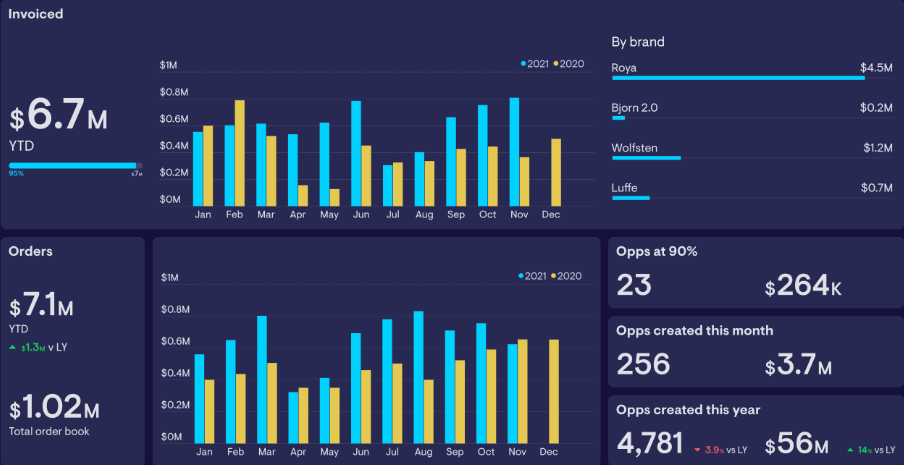 Invoiced
$6.7M
YTD
95% $7M
$1M
$0.8M
$0.6M
$0.4M
$0.2M
$0M
2021 2020
Jan Feb Mar Apr May Jun Jul Aug Sep Oct Nov Dec
By brand
Roya $4.5M
Bjorn 2.0 $0.2M
Wolfsten $1.2M
Luffe $0.7M
Orders
$7.1M
YTD
$1.3M v LY
$1.02M
Total order book
$1M
$0.8M
$0.6M
$0.4M
$0.2M
$0M
2021 2020
Jan Feb Mar Apr May Jun Jul Aug Sep Oct Nov Dec
Opps at 90%
23 $264K
Opps created this month
256 $3.7M
Opps created this year
4,781 3.9% vs LY $56M 14% vs LY